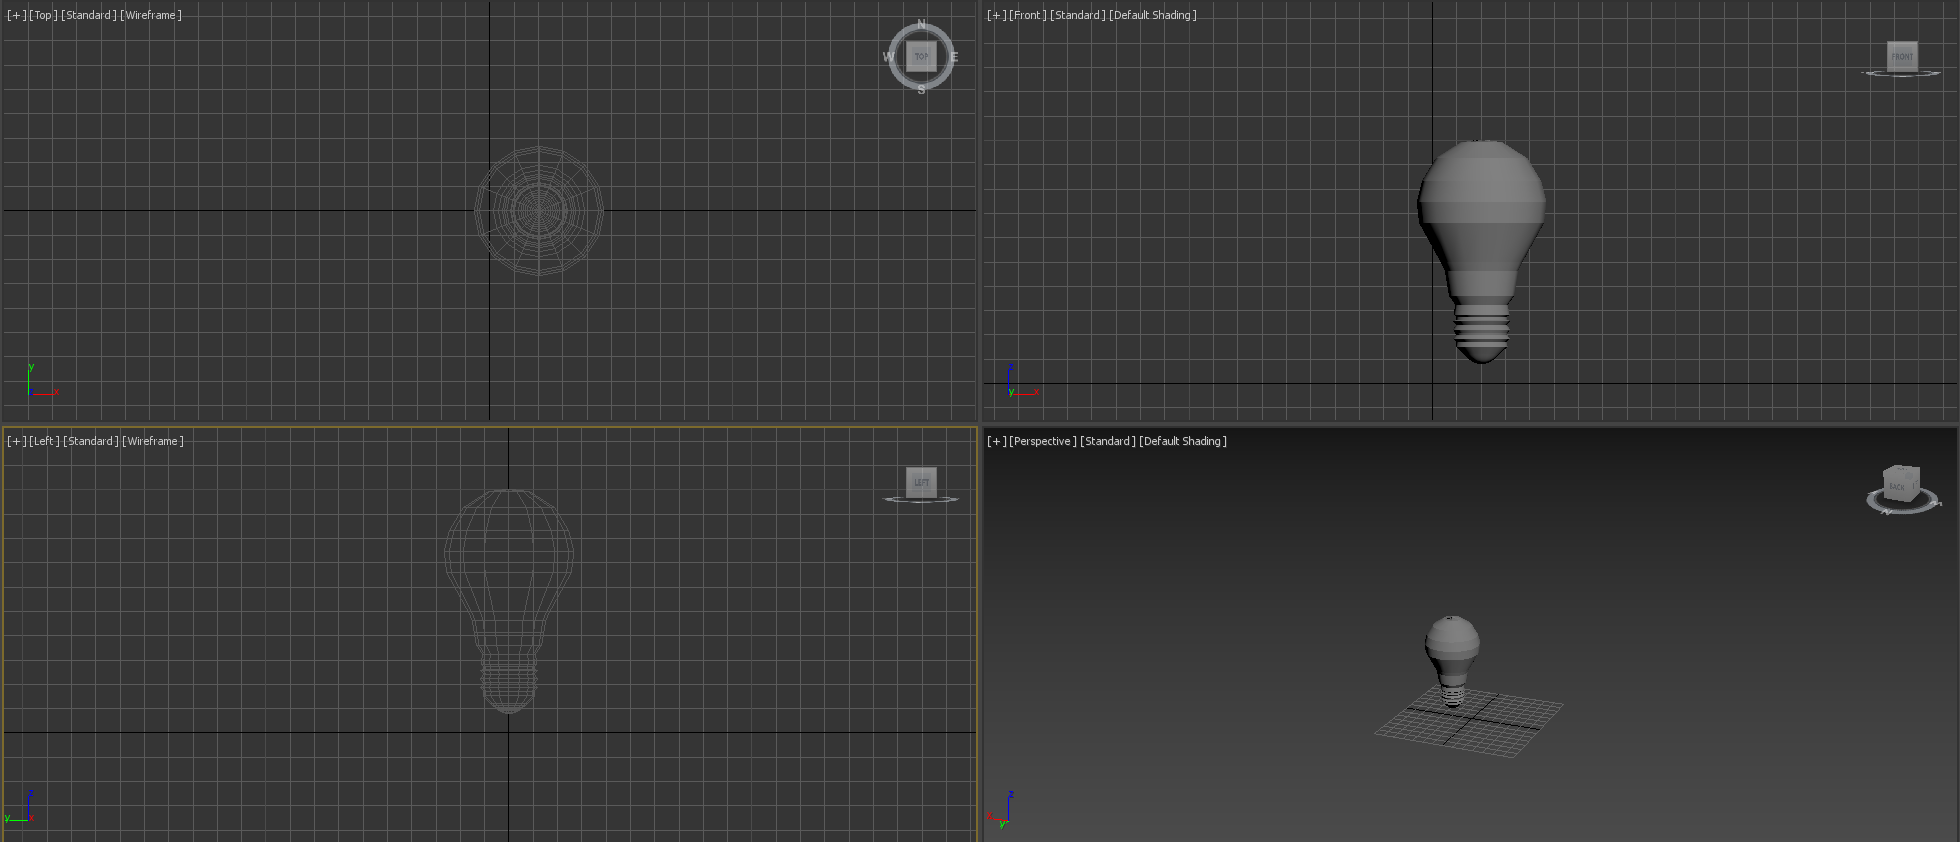 [+] [Top] [Standard] [Wireframe]
N
W TOP E
S
y
x
[+] [Front] [Standard] [Default Shading]
FRONT
z
y x
[+] [Left] [Standard] [Wireframe]
LEFT
z
y x
[+] [Perspective] [Standard] [Default Shading]
BACK
N
z
x
y